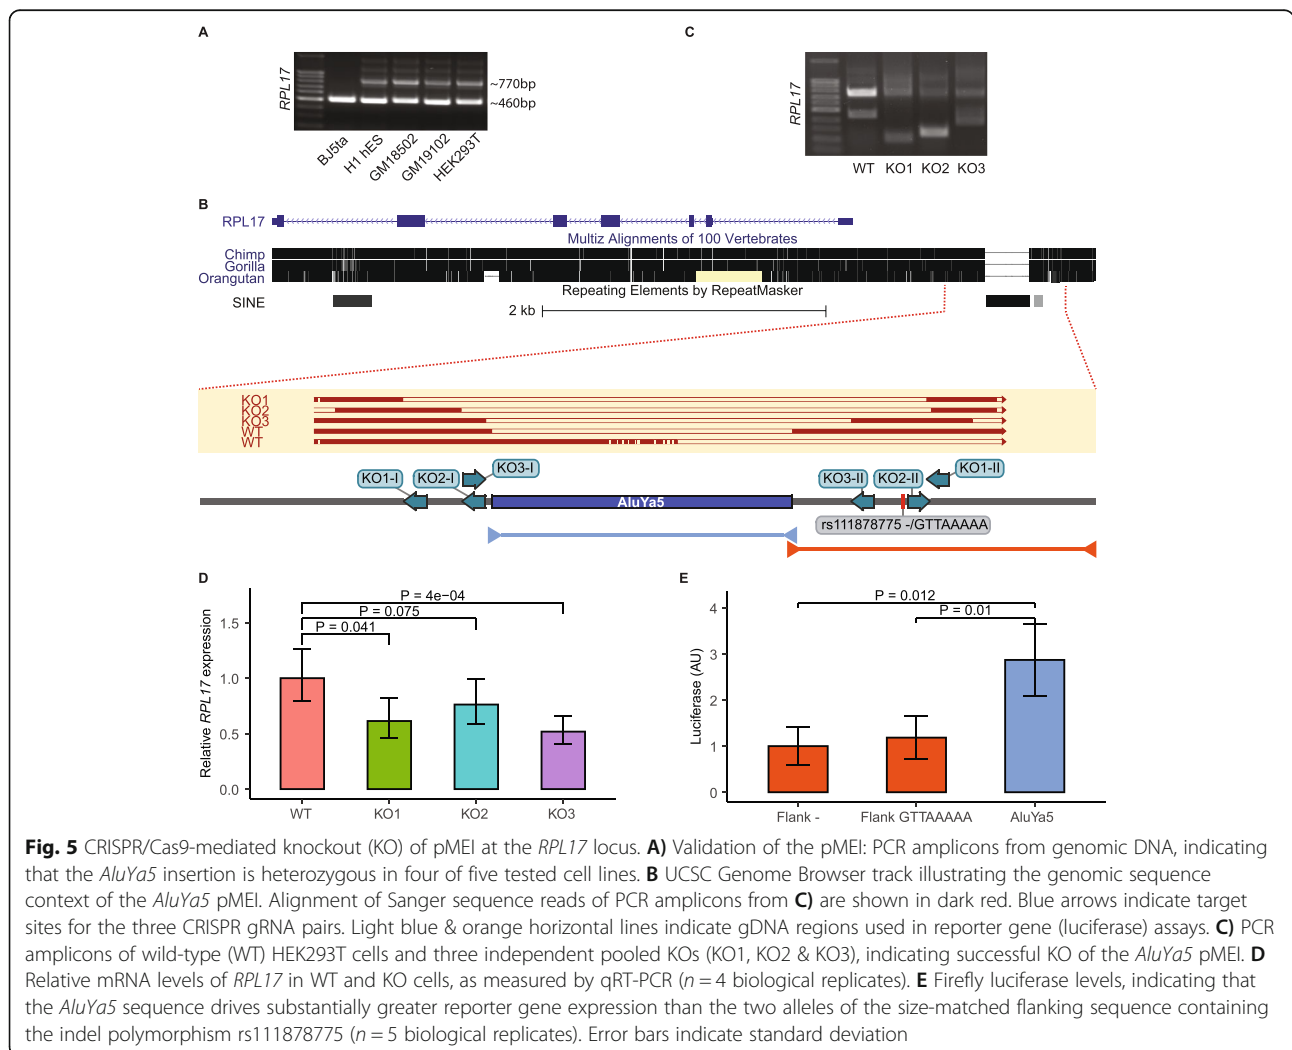 A
RPL17
~770bp
~460bp
BJ5ta
H1 hES
GM18502
GM19102
HEK293T
C
RPL17
WT KO1 KO2 KO3
B
RPL17
Multiz Alignments of 100 Vertebrates
Chimp
Gorilla
Orangutan
Repeating Elements by RepeatMasker
SINE
2 kb
KO1
KO2
KO3
WT
WT
KO1-I KO2-I KO3-I KO3-II KO2-II KO1-II
AluYa5
rs111878775 -/GTTAAAAA
D
Relative RPL17 expression
P = 4e−04
P = 0.075
P = 0.041
1.5
1.0
0.5
0.0
WT KO1 KO2 KO3
E
Luciferase (AU)
P = 0.012
P = 0.01
4
3
2
1
0
Flank - Flank GTTAAAAA AluYa5
Fig. 5 CRISPR/Cas9-mediated knockout (KO) of pMEI at the RPL17 locus. A) Validation of the pMEI: PCR amplicons from genomic DNA, indicating
that the AluYa5 insertion is heterozygous in four of five tested cell lines. B UCSC Genome Browser track illustrating the genomic sequence
context of the AluYa5 pMEI. Alignment of Sanger sequence reads of PCR amplicons from C) are shown in dark red. Blue arrows indicate target
sites for the three CRISPR gRNA pairs. Light blue & orange horizontal lines indicate gDNA regions used in reporter gene (luciferase) assays. C) PCR
amplicons of wild-type (WT) HEK293T cells and three independent pooled KOs (KO1, KO2 & KO3), indicating successful KO of the AluYa5 pMEI. D
Relative mRNA levels of RPL17 in WT and KO cells, as measured by qRT-PCR (n = 4 biological replicates). E Firefly luciferase levels, indicating that
the AluYa5 sequence drives substantially greater reporter gene expression than the two alleles of the size-matched flanking sequence containing
the indel polymorphism rs111878775 (n = 5 biological replicates). Error bars indicate standard deviation